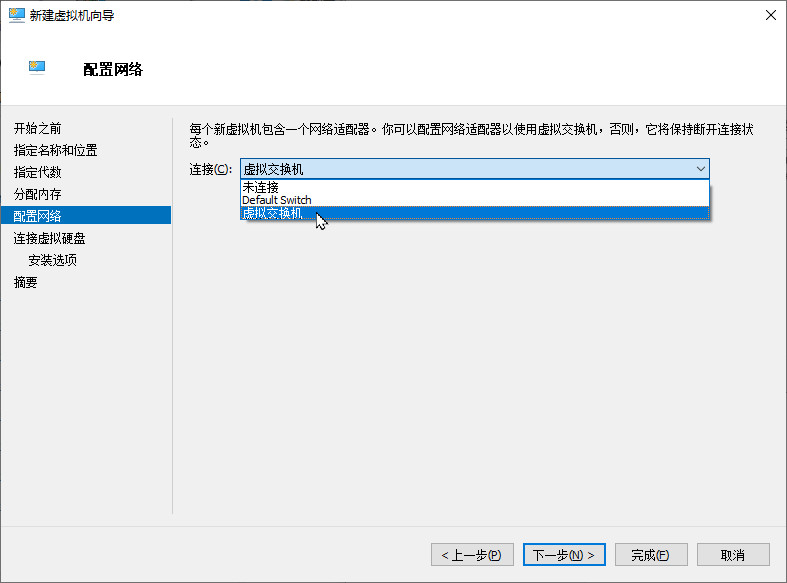 新建虚拟机向导
配置网络
开始之前
指定名称和位置
指定代数
分配内存
配置网络
连接虚拟硬盘
安装选项
摘要
每个新虚拟机包含一个网络适配器。你可以配置网络适配器以使用虚拟交换机，否则，它将保持断开连接状
态。
连接(C): 虚拟交换机
未连接
Default Switch
虚拟交换机
< 上一步(P) 下一步(N) > 完成(F) 取消